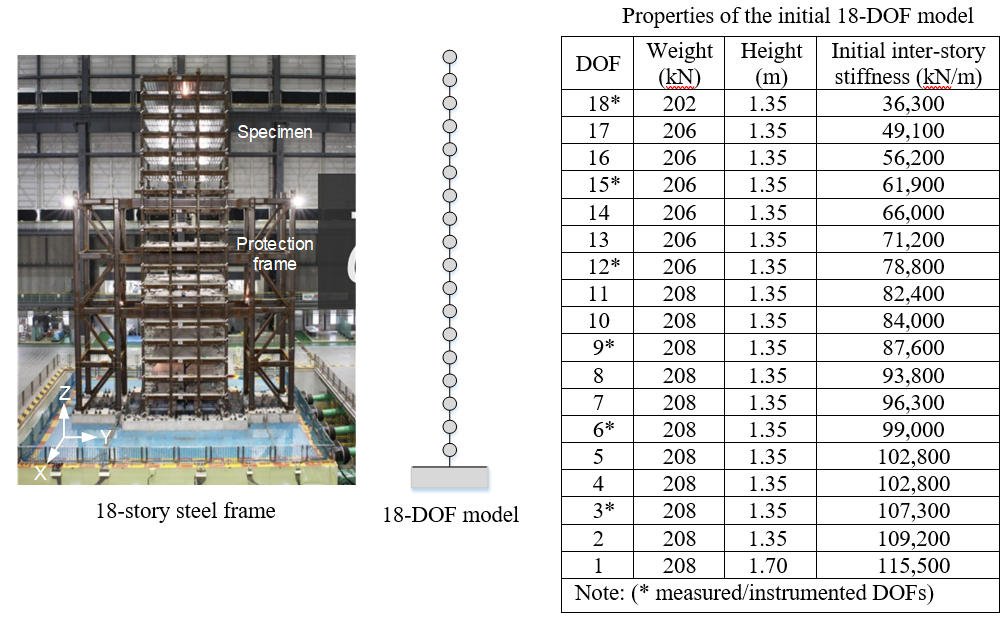 Properties of the initial 18-DOF model
DOF Weight (kN) Height (m) Initial inter-story stiffness (kN/m)
18* 202 1.35 36,300
17 206 1.35 49,100
16 206 1.35 56,200
15* 206 1.35 61,900
14 206 1.35 66,000
13 206 1.35 71,200
12* 206 1.35 78,800
11 208 1.35 82,400
10 208 1.35 84,000
9* 208 1.35 87,600
8 208 1.35 93,800
7 208 1.35 96,300
6* 208 1.35 99,000
5 208 1.35 102,800
4 208 1.35 102,800
3* 208 1.35 107,300
2 208 1.35 109,200
1 208 1.70 115,500
Note: (* measured/instrumented DOFs)
Specimen
Protection
frame
Z
Y
X
18-story steel frame
18-DOF model